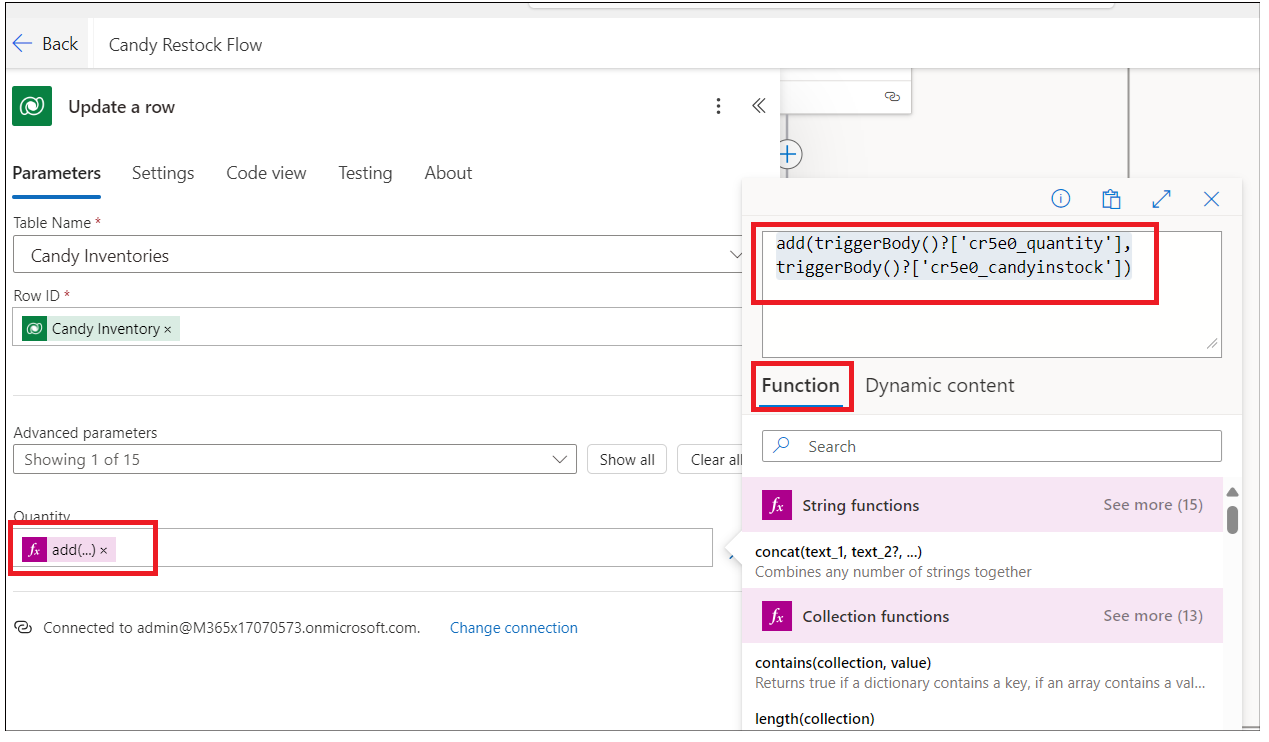 Back
Candy Restock Flow
Update a row
Parameters
Settings
Code view
Testing
About
Table Name *
Candy Inventories
Row ID *
Candy Inventory ×
Advanced parameters
Showing 1 of 15
Show all
Clear all
Quantity
fx add(...) ×
Connected to admin@M365x17070573.onmicrosoft.com.
Change connection
add(triggerBody()?['cr5e0_quantity'],
triggerBody()?['cr5e0_candyinstock'])
Function
Dynamic content
Search
fx String functions
See more (15)
concat(text_1, text_2?, ...)
Combines any number of strings together
fx Collection functions
See more (13)
contains(collection, value)
Returns true if a dictionary contains a key, if an array contains a val...
length(collection)